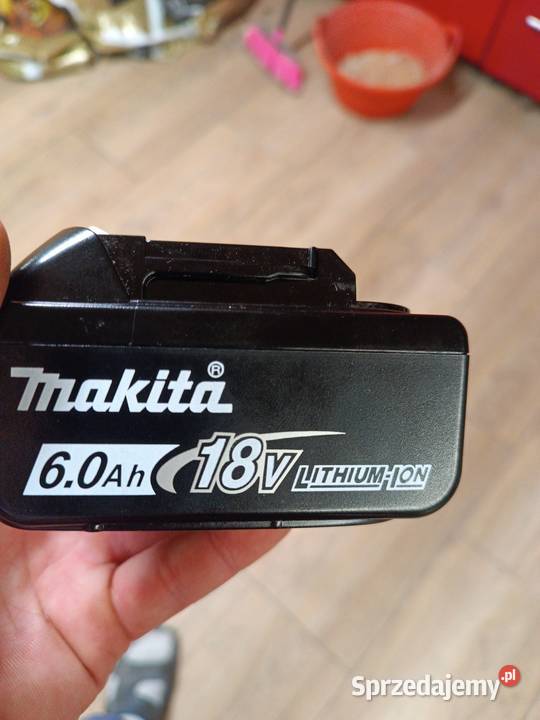 makita®
6.0Ah 18V LITHIUM-ION
Sprzedajemy.pl